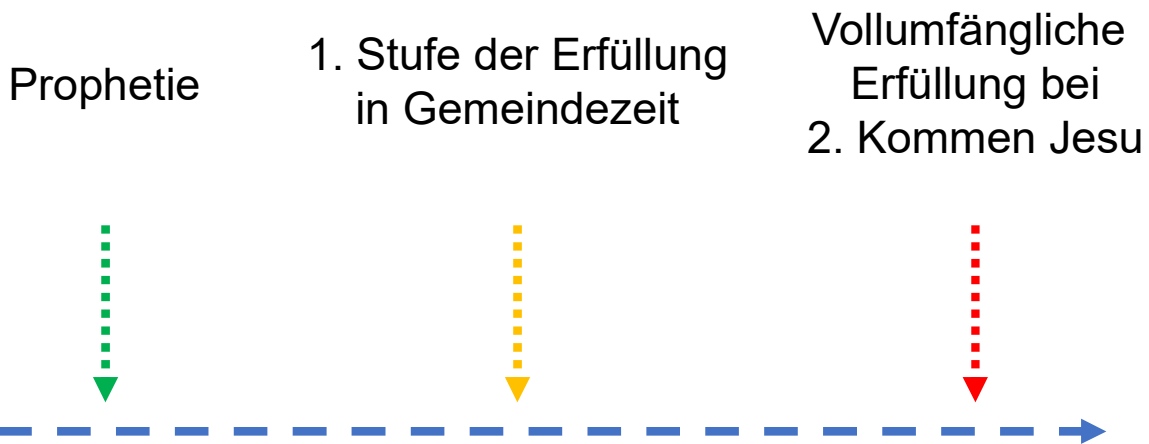 Prophetie
1. Stufe der Erfüllung
in Gemeindezeit
Vollumfängliche
Erfüllung bei
2. Kommen Jesu